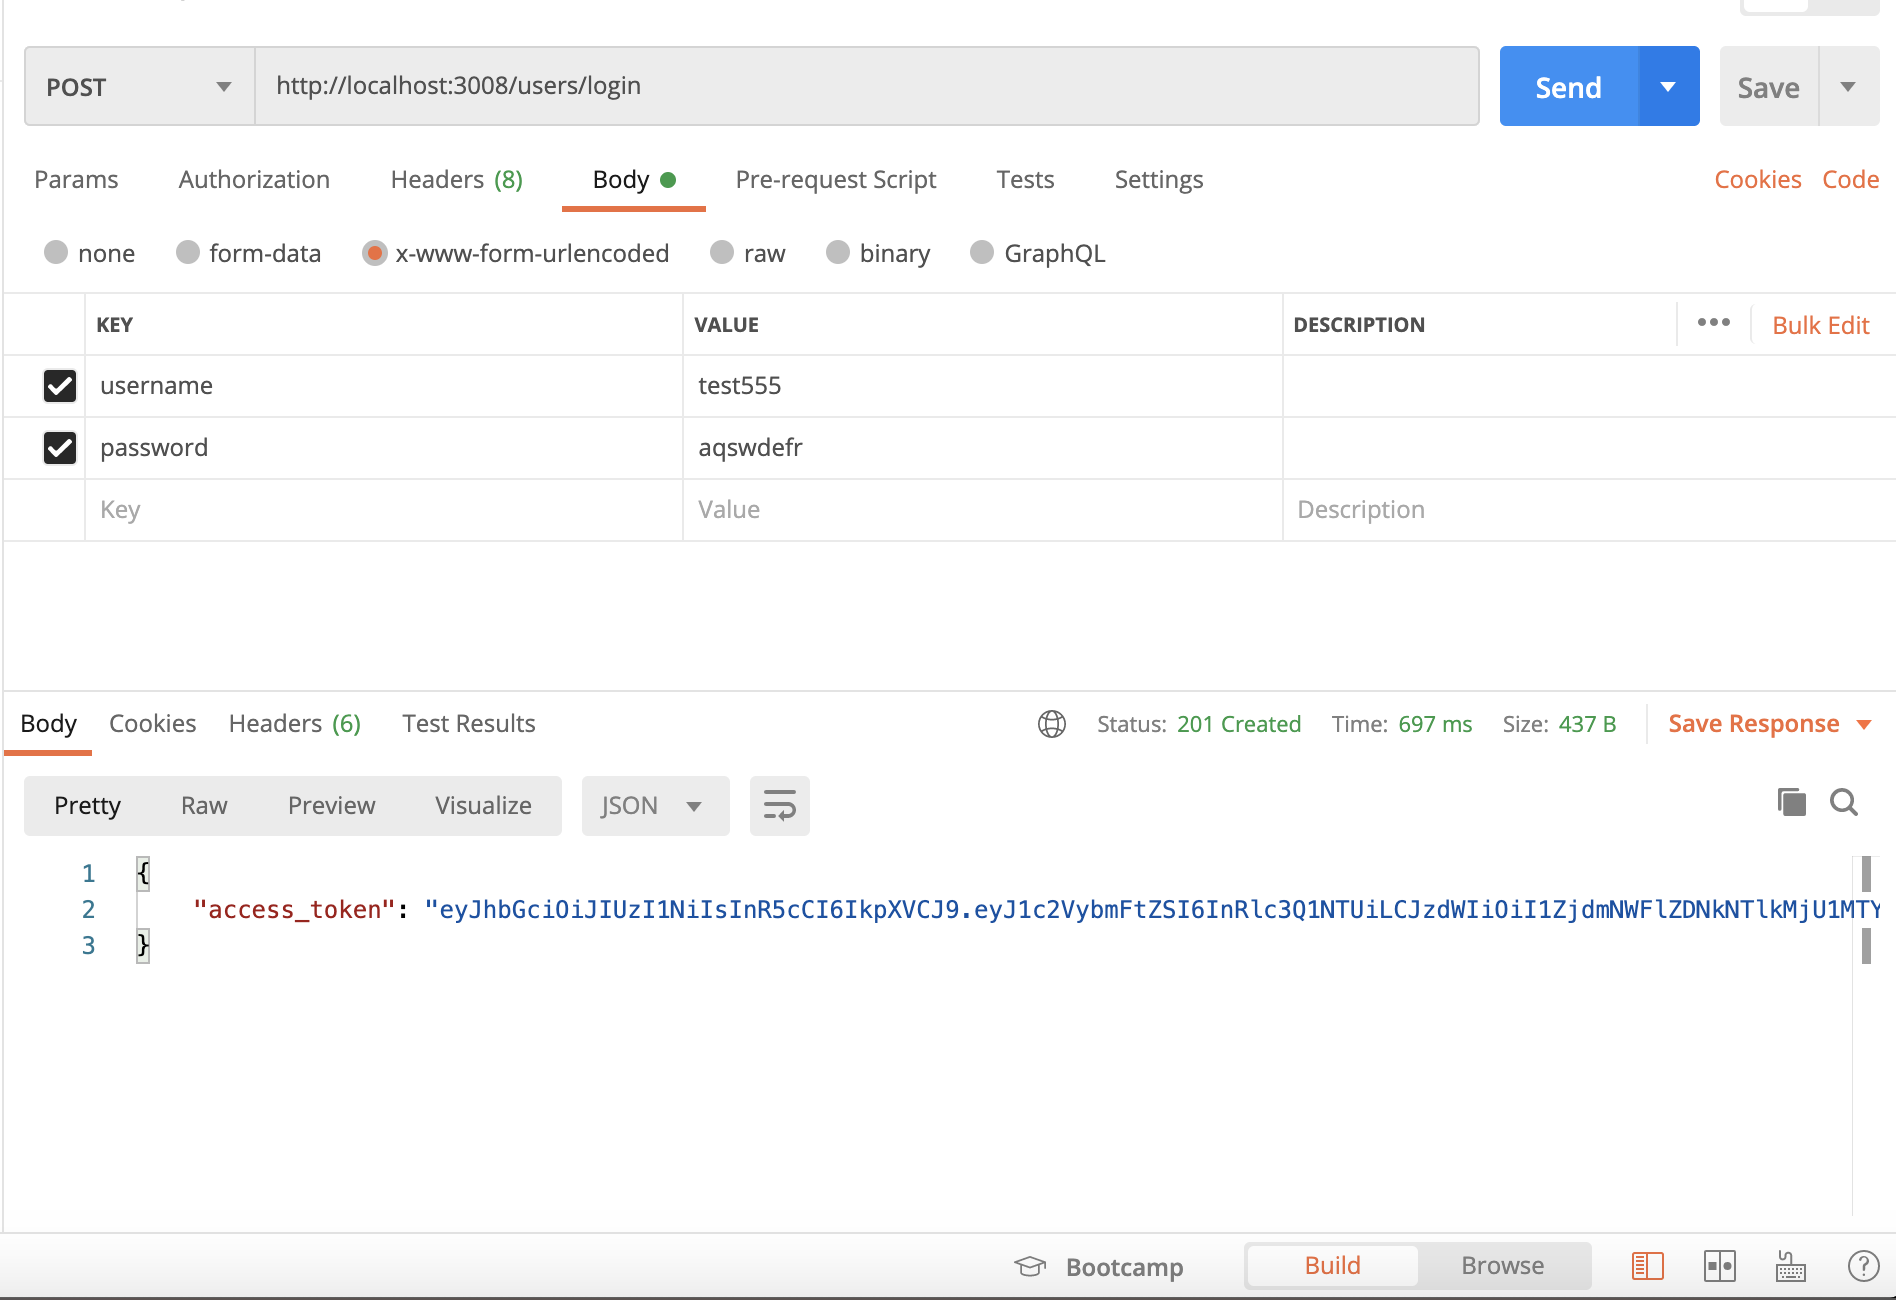 POST http://localhost:3008/users/login Send Save
Params Authorization Headers (8) Body Pre-request Script Tests Settings Cookies Code
none form-data x-www-form-urlencoded raw binary GraphQL
KEY VALUE DESCRIPTION ••• Bulk Edit
username test555
password aqswdefr
Key Value Description
Body Cookies Headers (6) Test Results Status: 201 Created Time: 697 ms Size: 437 B Save Response
Pretty Raw Preview Visualize JSON
1 {
2 "access_token": "eyJhbGciOiJIUzI1NiIsInR5cCI6IkpXVCJ9.eyJ1c2VybmFtZSI6InRlc3Q1NTUiLCJzdWIiOiI1ZjdmNWFlZDNkNTlkMjU1MTY
3 }
Bootcamp Build Browse ?